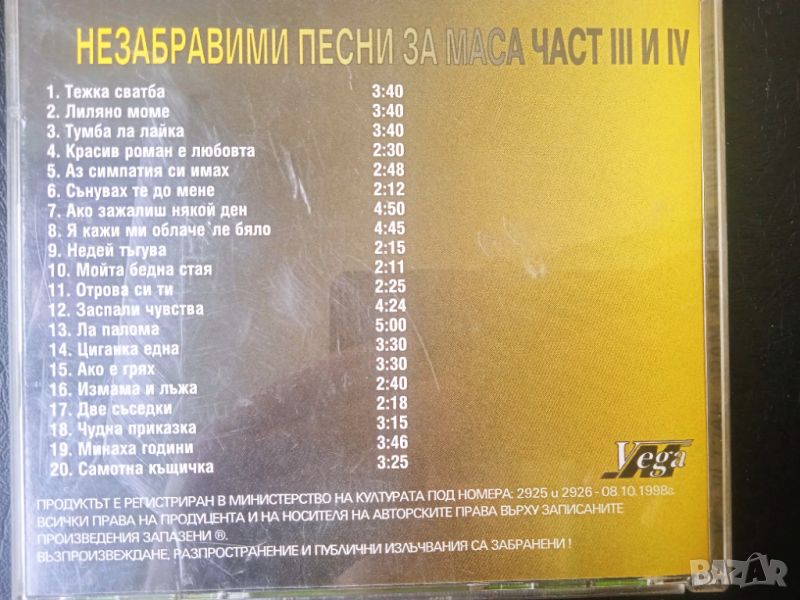 НЕЗАБРАВИМИ ПЕСНИ ЗА МАСА ЧАСТ III И IV
1. Тежка сватба 3:40
2. Лиляно моме 3:40
3. Тумба ла лайка 3:40
4. Красив роман е любовта 2:30
5. Аз симпатия си имах 2:48
6. Сънувах те до мене 2:12
7. Ако зажалиш някой ден 4:50
8. Я кажи ми облаче`ле бяло 4:45
9. Недей тъгува 2:15
10. Мойта бедна стая 2:11
11. Отрова си ти 2:25
12. Заспали чувства 4:24
13. Ла палома 5:00
14. Циганка една 3:30
15. Ако е грях 3:30
16. Измама и лъжа 2:40
17. Две съседки 2:18
18. Чудна приказка 3:15
19. Минаха години 3:46
20. Самотна къщичка 3:25
Vega
ПРОДУКТЪТ Е РЕГИСТРИРАН В МИНИСТЕРСТВО НА КУЛТУРАТА ПОД НОМЕРА: 2925 и 2926 - 08.10.1998г.
ВСИЧКИ ПРАВА НА ПРОДУЦЕНТА И НА НОСИТЕЛЯ НА АВТОРСКИТЕ ПРАВА ВЪРХУ ЗАПИСАНИТЕ
ПРОИЗВЕДЕНИЯ ЗАПАЗЕНИ ®.
ВЪЗПРОИЗВЕЖДАНЕ, РАЗПРОСТРАНЕНИЕ И ПУБЛИЧНИ ИЗЛЪЧВАНИЯ СА ЗАБРАНЕНИ !
BAZAR